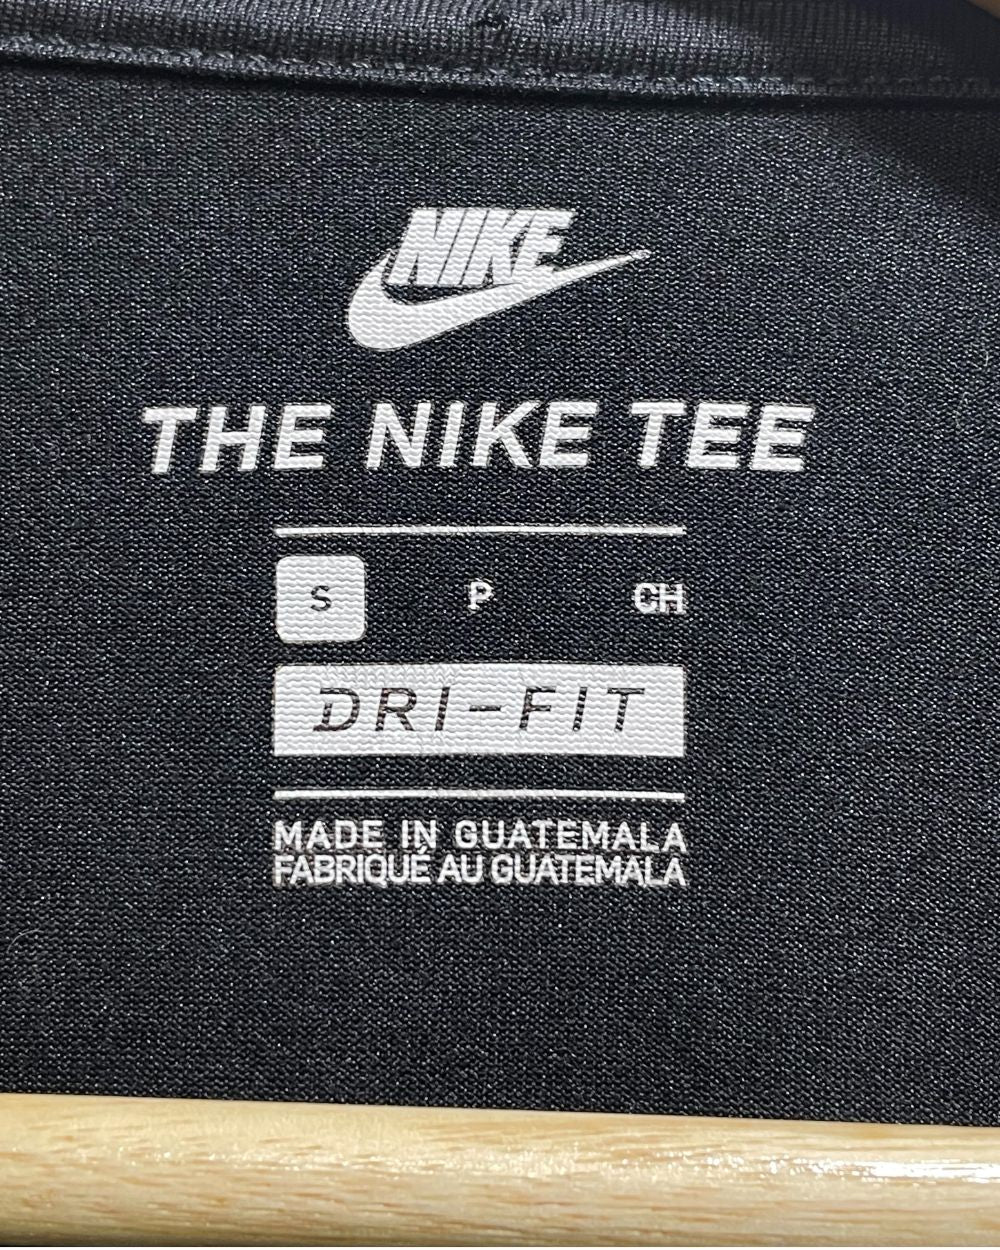 NIKE
THE NIKE TEE
S P CH
DRI-FIT
MADE IN GUATEMALA
FABRIQUÉ AU GUATEMALA